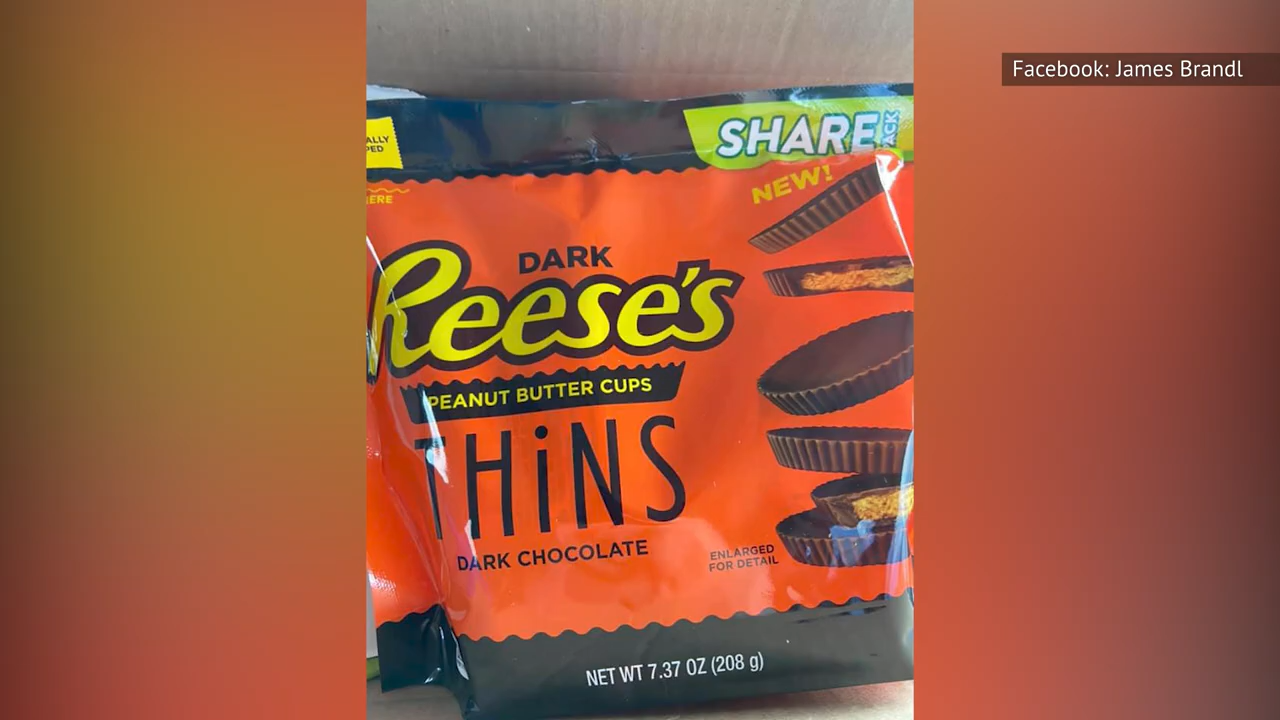 Facebook: James Brandl
SHARE
NEW!
DARK
Reese's
PEANUT BUTTER CUPS
THiNS
DARK CHOCOLATE
ENLARGED
FOR DETAIL
NET WT 7.37 OZ (208 g)